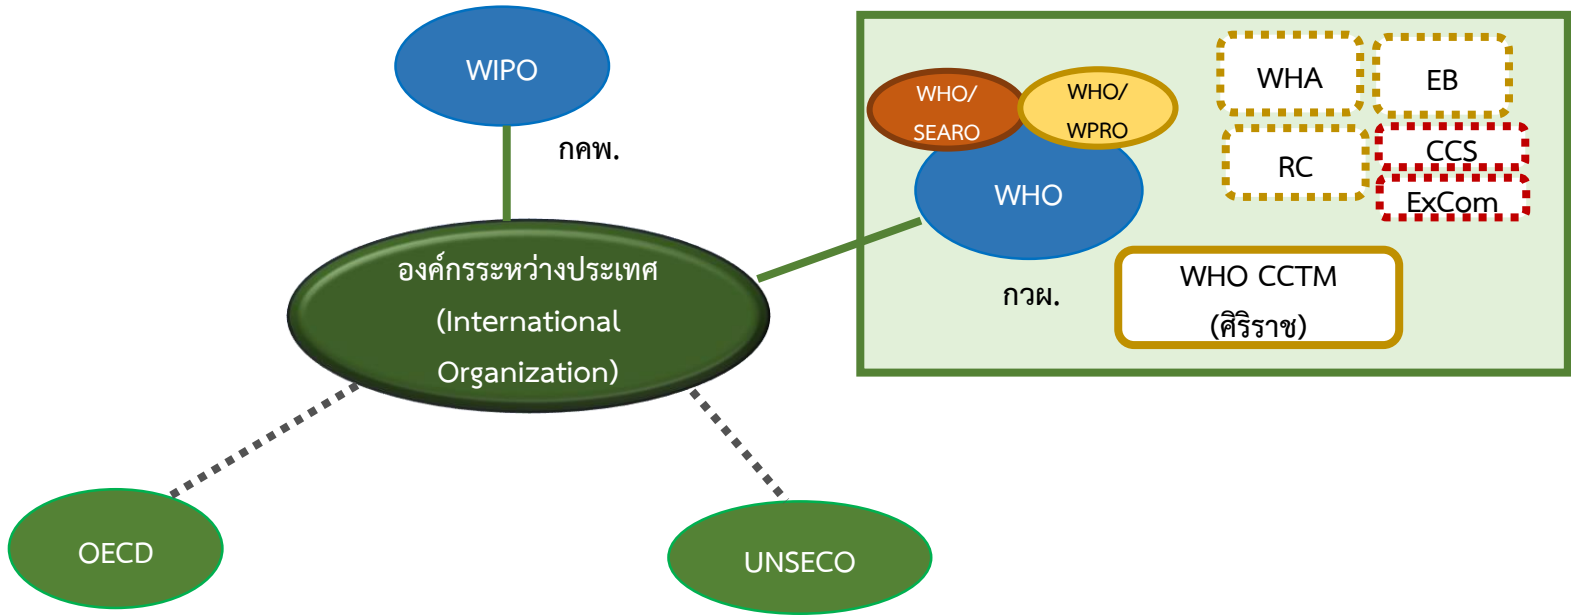 WIPO
กคพ.
องค์กรระหว่างประเทศ
(International
Organization)
OECD
UNSECO
WHO/
SEARO
WHO/
WPRO
WHO
กวผ.
WHA
EB
RC
CCS
ExCom
WHO CCTM
(ศิริราช)